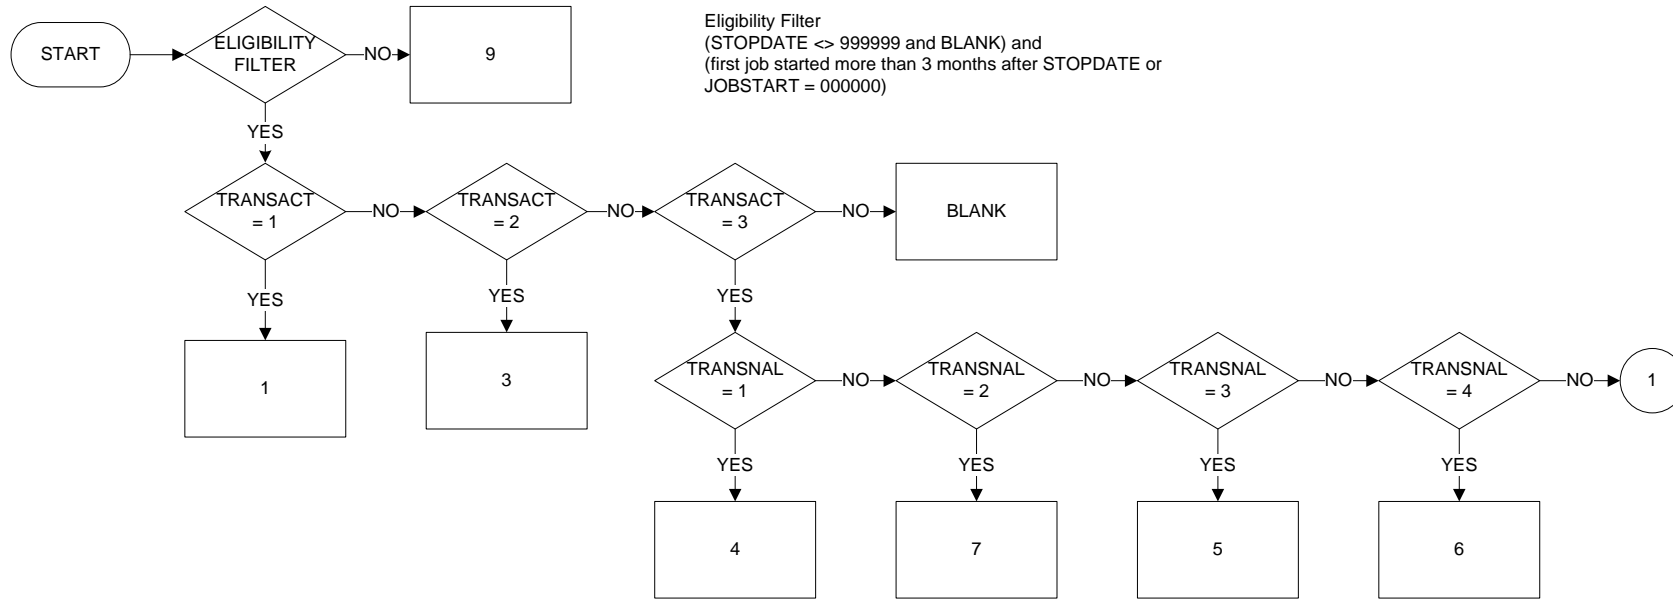 START
ELIGIBILITY
FILTER
NO
9
Eligibility Filter
(STOPDATE <> 999999 and BLANK) and
(first job started more than 3 months after STOPDATE or
JOBSTART = 000000)
YES
TRANSACT
= 1
NO
TRANSACT
= 2
NO
TRANSACT
= 3
NO
BLANK
YES
YES
YES
1
3
TRANSNAL
= 1
NO
TRANSNAL
= 2
NO
TRANSNAL
= 3
NO
TRANSNAL
= 4
NO
1
YES
YES
YES
YES
4
7
5
6